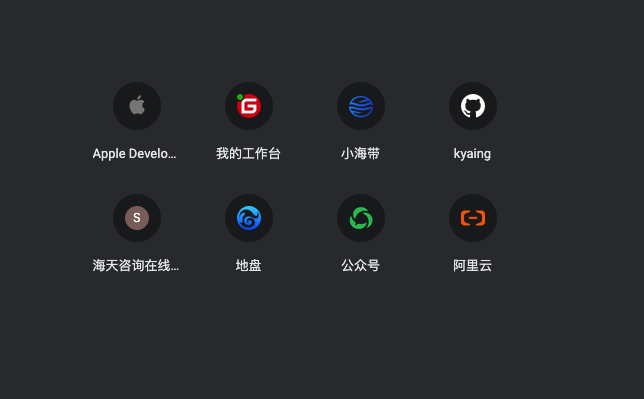 Apple Develo...
我的工作台
小海带
kyaing
S
海天咨询在线...
地盘
公众号
阿里云